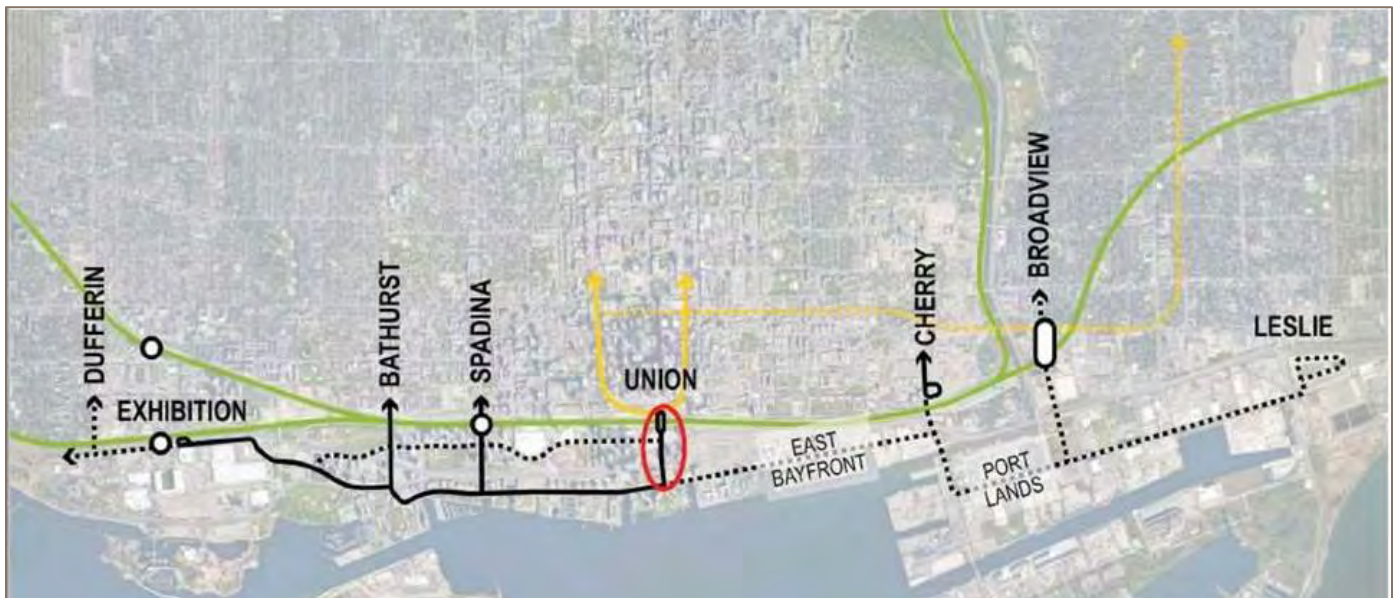 DUFFERIN
EXHIBITION
BATHURST
SPADINA
UNION
CHERRY
BROADVIEW
LESLIE
EAST
BAYFRONT
PORT
LANDS